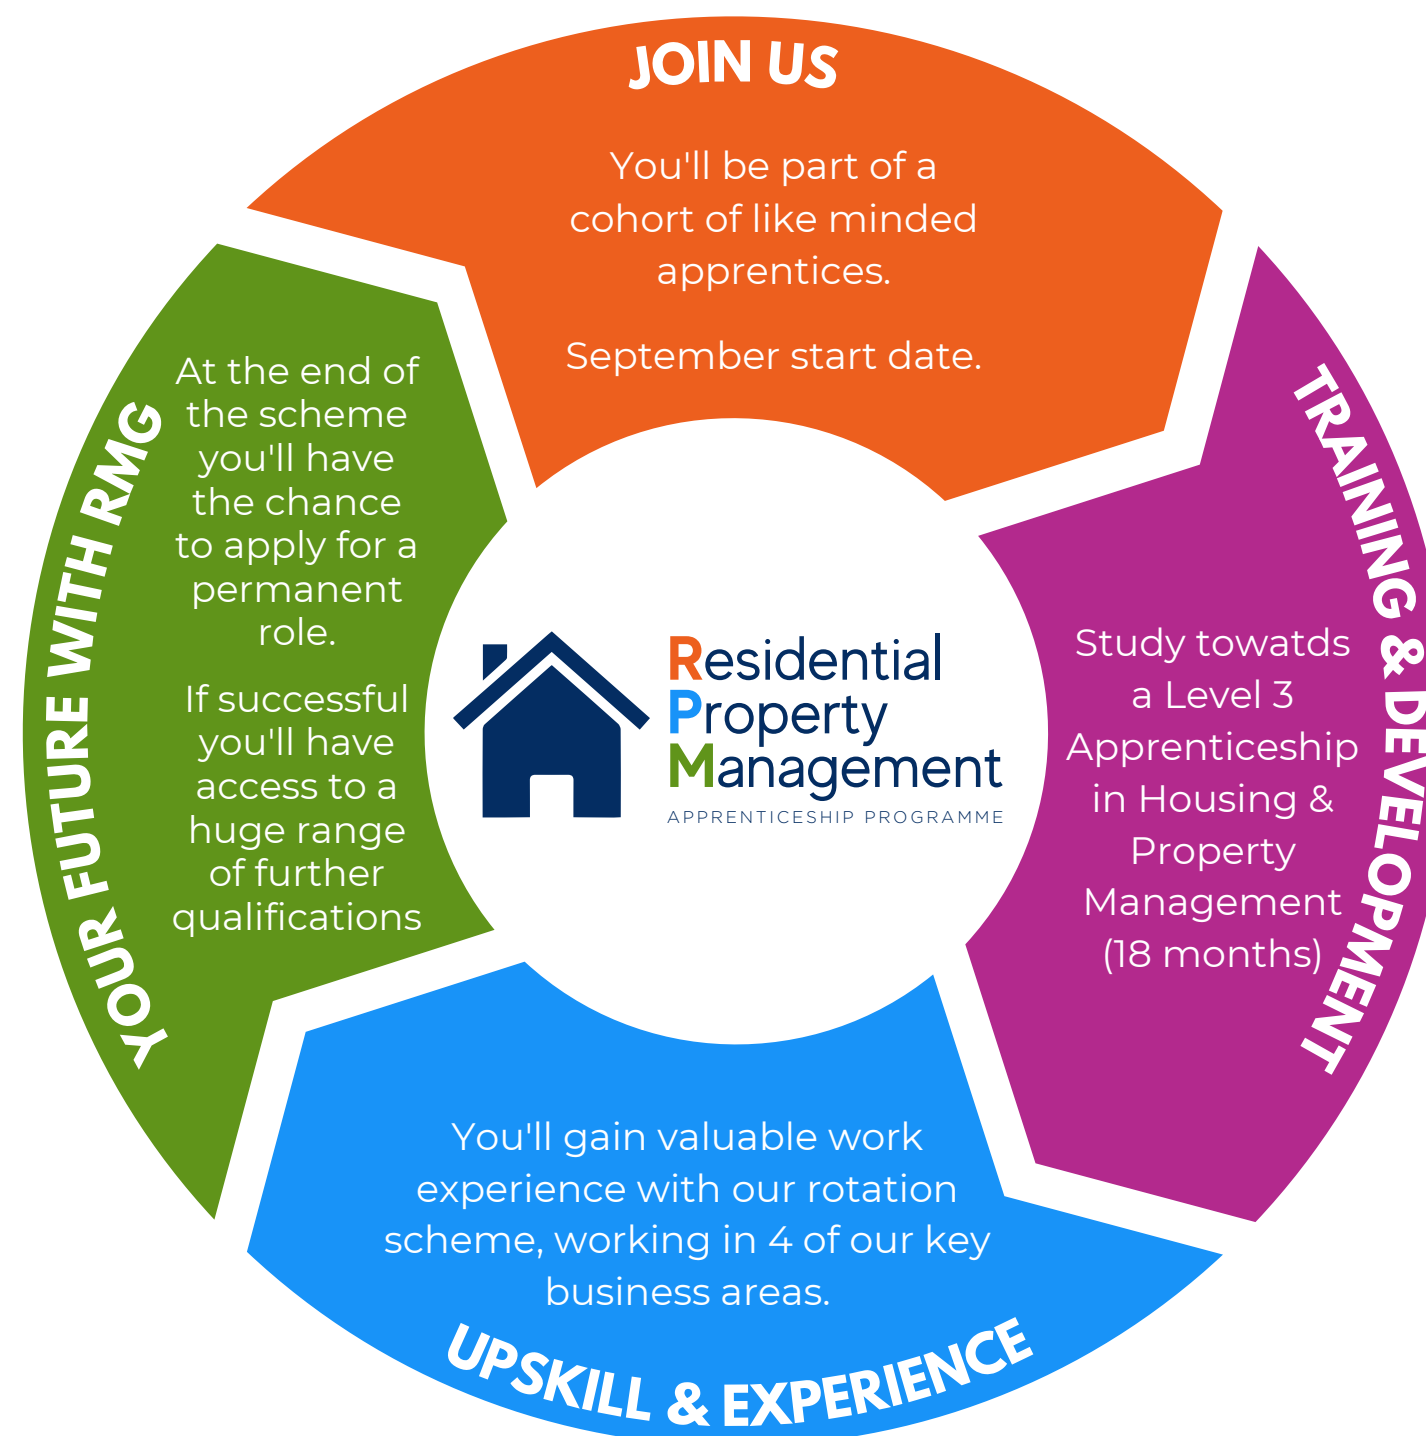 JOIN US
You'll be part of a
cohort of like minded
apprentices.
September start date.
TRAINING & DEVELOPMENT
Study towatds
a Level 3
Apprenticeship
in Housing &
Property
Management
(18 months)
You'll gain valuable work
experience with our rotation
scheme, working in 4 of our key
business areas.
UPSKILL & EXPERIENCE
YOUR FUTURE WITH RMG
At the end of
the scheme
you'll have
the chance
to apply for a
permanent
role.
If successful
you'll have
access to a
huge range
of further
qualifications
Residential
Property
Management
APPRENTICESHIP PROGRAMME